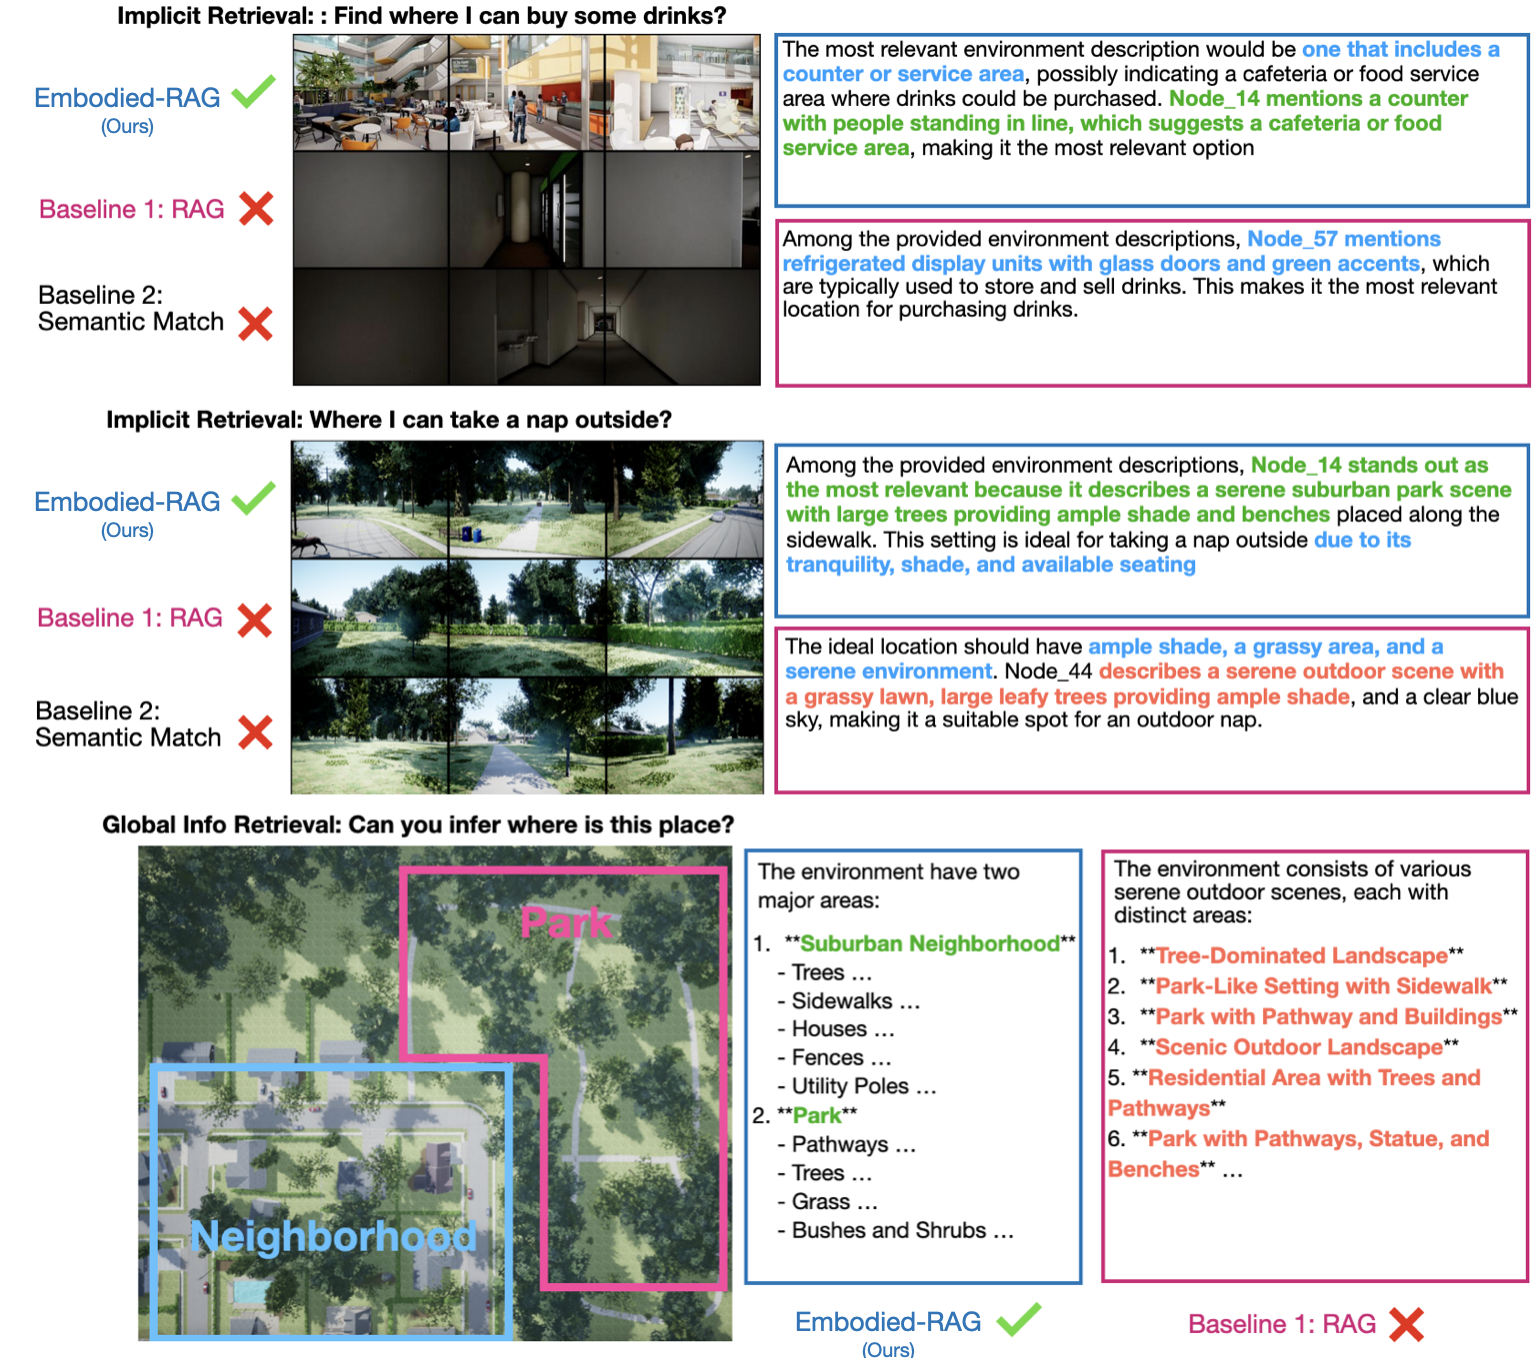 Implicit Retrieval: : Find where I can buy some drinks?
Embodied-RAG
(Ours)
Baseline 1: RAG
Baseline 2:
Semantic Match
The most relevant environment description would be one that includes a
counter or service area, possibly indicating a cafeteria or food service
area where drinks could be purchased. Node_14 mentions a counter
with people standing in line, which suggests a cafeteria or food
service area, making it the most relevant option
Among the provided environment descriptions, Node_57 mentions
refrigerated display units with glass doors and green accents, which
are typically used to store and sell drinks. This makes it the most relevant
location for purchasing drinks.
Implicit Retrieval: Where I can take a nap outside?
Embodied-RAG
(Ours)
Baseline 1: RAG
Baseline 2:
Semantic Match
Among the provided environment descriptions, Node_14 stands out as
the most relevant because it describes a serene suburban park scene
with large trees providing ample shade and benches placed along the
sidewalk. This setting is ideal for taking a nap outside due to its
tranquility, shade, and available seating
The ideal location should have ample shade, a grassy area, and a
serene environment. Node_44 describes a serene outdoor scene with
a grassy lawn, large leafy trees providing ample shade, and a clear blue
sky, making it a suitable spot for an outdoor nap.
Global Info Retrieval: Can you infer where is this place?
Park
Neighborhood
The environment have two
major areas:
1. **Suburban Neighborhood**
- Trees ...
- Sidewalks ...
- Houses ...
- Fences ...
- Utility Poles ...
2. **Park**
- Pathways ...
- Trees ...
- Grass ...
- Bushes and Shrubs ...
Embodied-RAG
(Ours)
The environment consists of various
serene outdoor scenes, each with
distinct areas:
1. **Tree-Dominated Landscape**
2. **Park-Like Setting with Sidewalk**
3. **Park with Pathway and Buildings**
4. **Scenic Outdoor Landscape**
5. **Residential Area with Trees and
Pathways**
6. **Park with Pathways, Statue, and
Benches** ...
Baseline 1: RAG